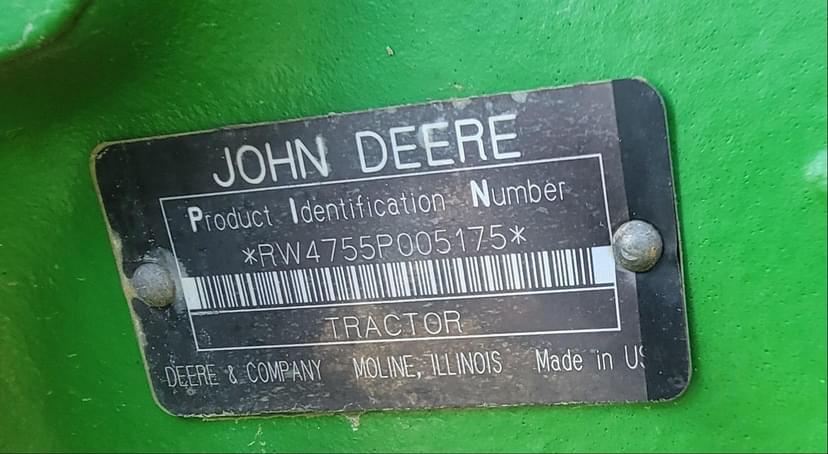 JOHN DEERE
Product Identification Number
*RW4755P005175*
TRACTOR
DEERE & COMPANY MOLINE, ILLINOIS Made in US